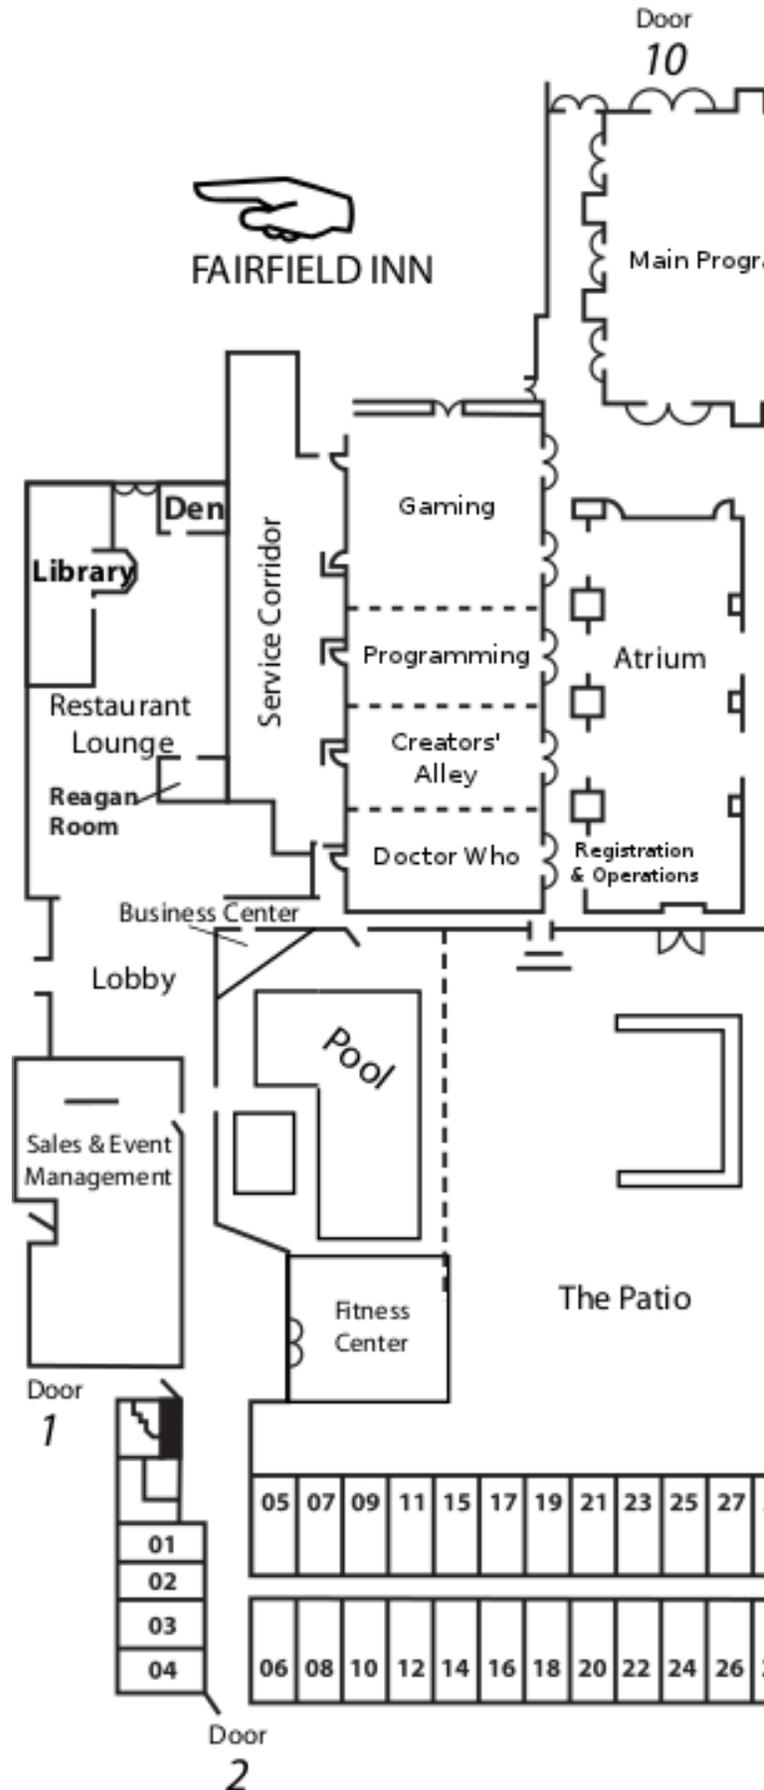 Door
10
FAIRFIELD INN
Main Progra
Gaming
Den
Library
Service Corridor
Programming
Atrium
Restaurant
Lounge
Creators'
Alley
Reagan
Room
Doctor Who
Registration
& Operations
Business Center
Lobby
Pool
Sales & Event
Management
The Patio
Fitness
Center
Door
1
05 07 09 11 15 17 19 21 23 25 27
01
02
03
04
06 08 10 12 14 16 18 20 22 24 26
Door
2